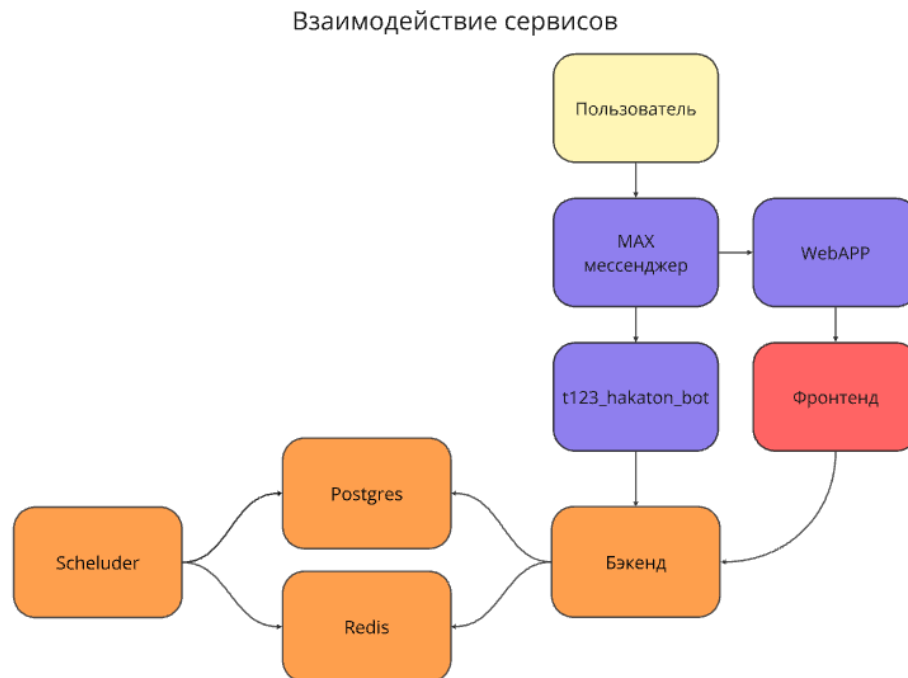 Взаимодействие сервисов
Пользователь
MAX
мессенджер
WebAPP
t123_hakaton_bot
Фронтенд
Postgres
Scheluder
Бэкенд
Redis